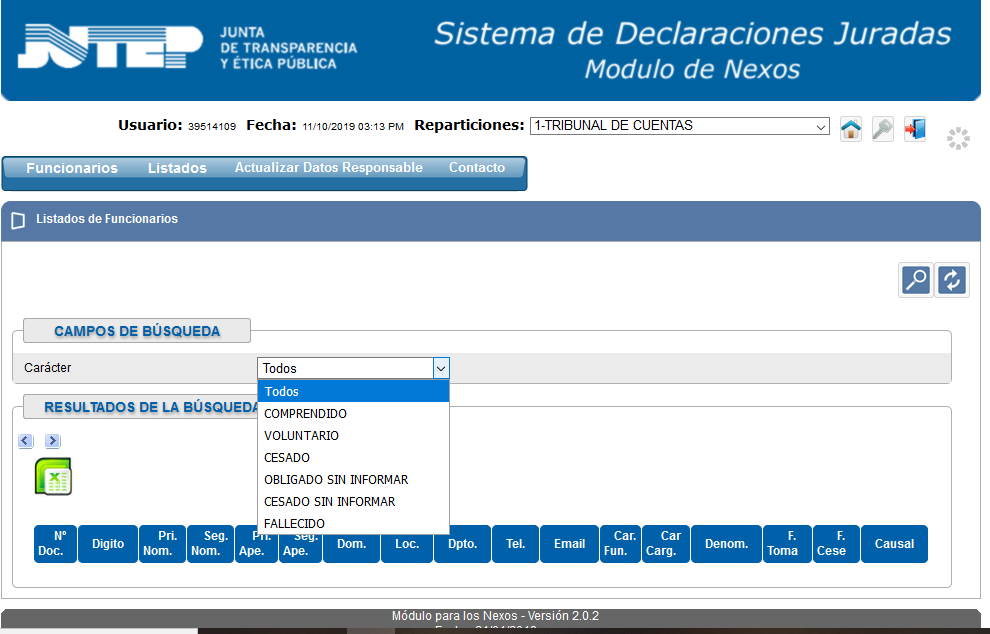 JUNTA
DE TRANSPARENCIA
Y ÉTICA PÚBLICA
JNTEP
Sistema de Declaraciones Juradas
Modulo de Nexos
Usuario: 39514109 Fecha: 11/10/2019 03:13 PM Reparticiones: 1-TRIBUNAL DE CUENTAS
Funcionarios Listados Actualizar Datos Responsable Contacto
Listados de Funcionarios
CAMPOS DE BÚSQUEDA
Carácter Todos
Todos
COMPRENDIDO
VOLUNTARIO
CESADO
OBLIGADO SIN INFORMAR
CESADO SIN INFORMAR
FALLECIDO
RESULTADOS DE LA BÚSQUEDA
Nº Doc. Digito Pri. Nom. Seg. Nom. Pri. Ape. Seg. Ape. Dom. Loc. Dpto. Tel. Email Car. Fun. Car Carg. Denom. F. Toma F. Cese Causal
Módulo para los Nexos - Versión 2.0.2